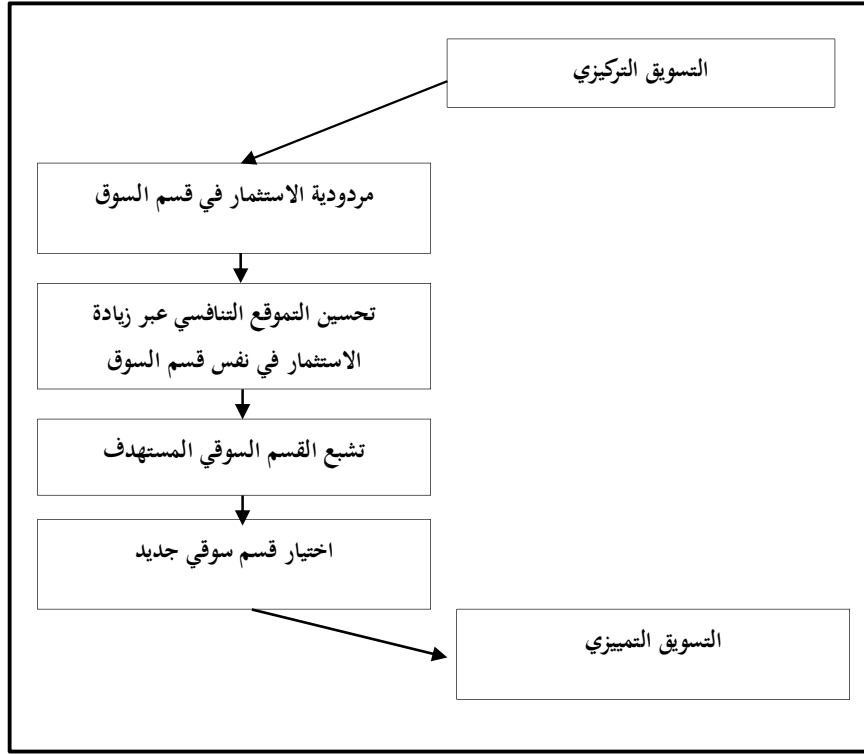 التسويق التركيزي
مردودية الاستثمار في قسم السوق
تحسين التموقع التنافسي عبر زيادة
الاستثمار في نفس قسم السوق
تشبع القسم السوقي المستهدف
اختيار قسم سوقي جديد
التسويق التمييزي